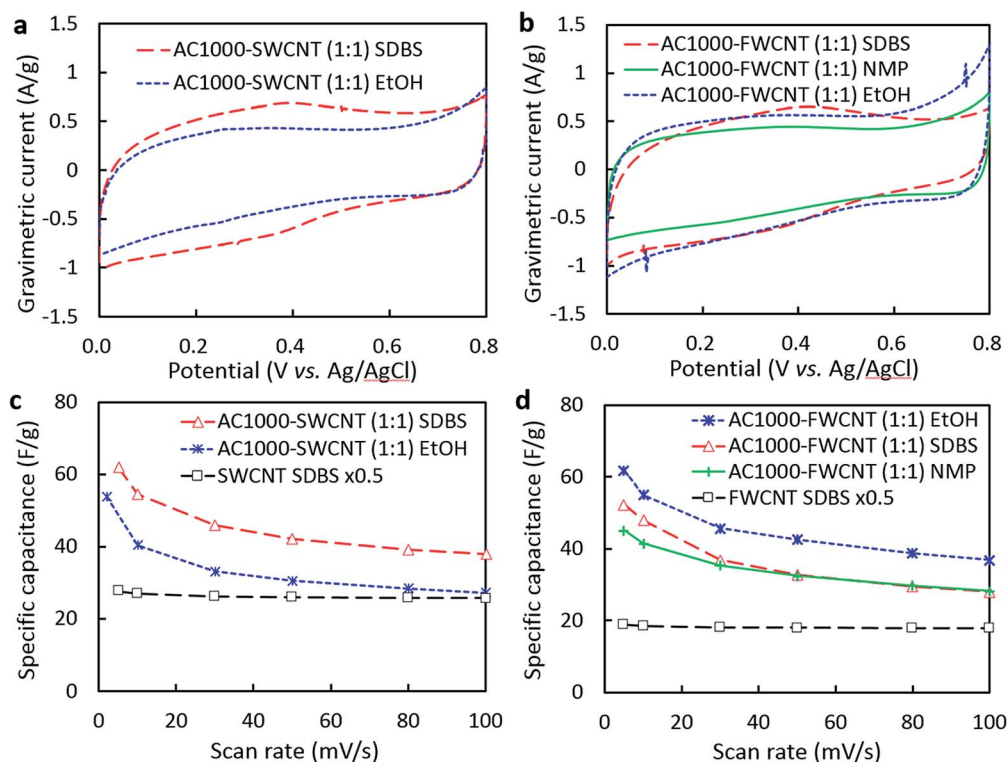 a
AC1000-SWCNT (1:1) SDBS
AC1000-SWCNT (1:1) EtOH
Gravimetric current (A/g)
1.5
1
0.5
0
-0.5
-1
-1.5
0.0 0.2 0.4 0.6 0.8
Potential (V vs. Ag/AgCl)
b
AC1000-FWCNT (1:1) SDBS
AC1000-FWCNT (1:1) NMP
AC1000-FWCNT (1:1) EtOH
Gravimetric current (A/g)
1.5
1
0.5
0
-0.5
-1
-1.5
0.0 0.2 0.4 0.6 0.8
Potential (V vs. Ag/AgCl)
c
AC1000-SWCNT (1:1) SDBS
AC1000-SWCNT (1:1) EtOH
SWCNT SDBS x0.5
Specific capacitance (F/g)
80
60
40
20
0
0 20 40 60 80 100
Scan rate (mV/s)
d
AC1000-FWCNT (1:1) EtOH
AC1000-FWCNT (1:1) SDBS
AC1000-FWCNT (1:1) NMP
FWCNT SDBS x0.5
Specific capacitance (F/g)
80
60
40
20
0
0 20 40 60 80 100
Scan rate (mV/s)